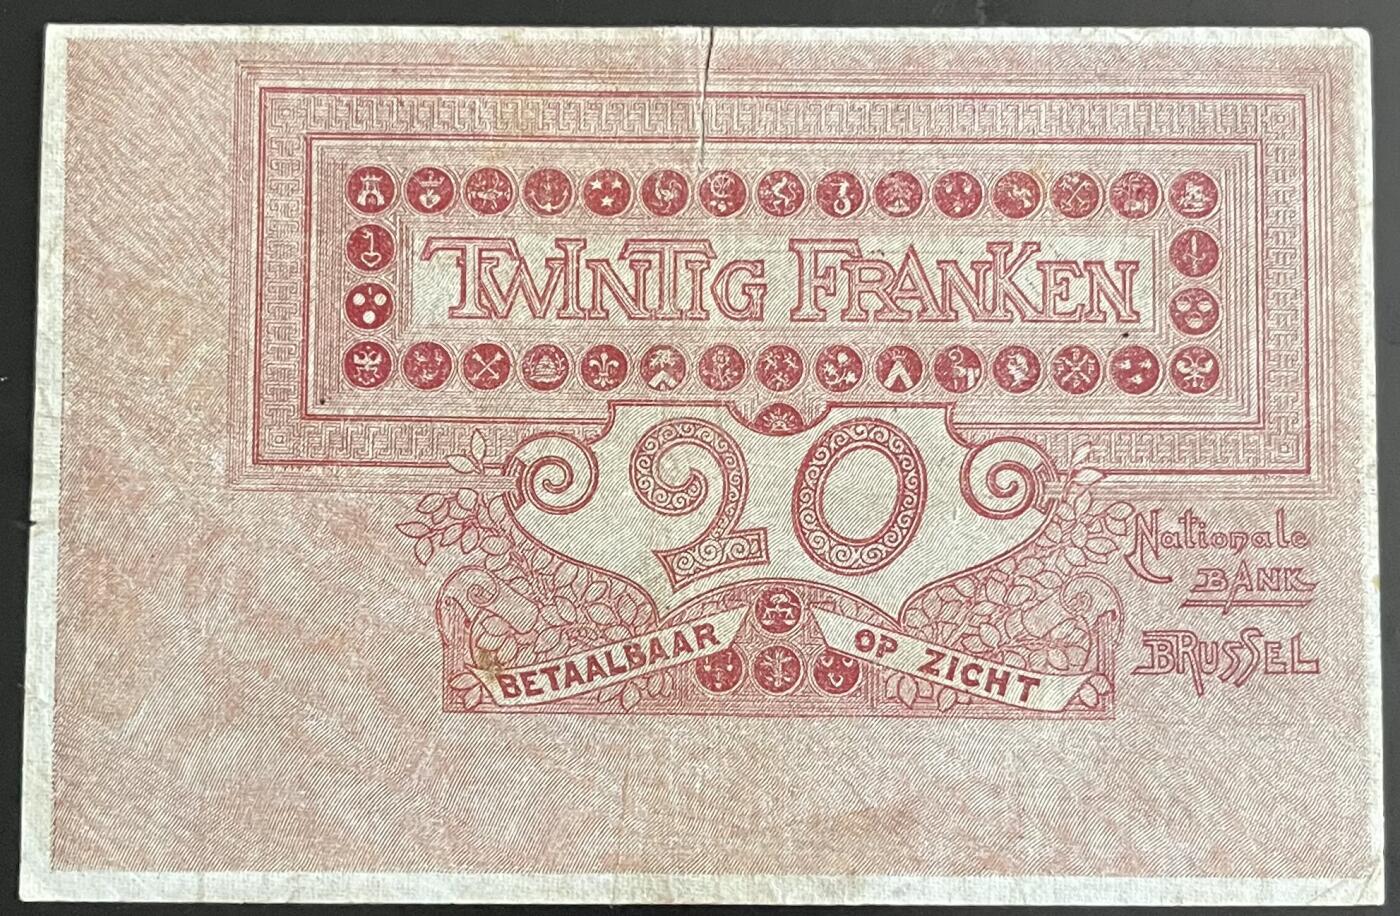 TWINTIG FRANKEN
20
Nationale
BANK
BRUSSEL
BETAALBAAR OP ZICHT